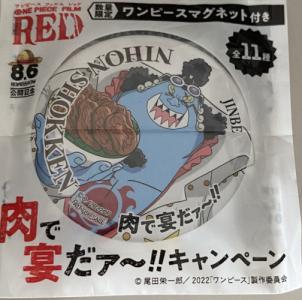 ONE PIECE FILM
RED
8.6
公開記念
数量限定
ワンピースマグネット付き
全11種
NIHON SHOKKEN
JINBE
肉で宴だァ~!!
肉で
宴だァ~!!キャンペーン
© 尾田栄一郎/2022「ワンピース」製作委員会